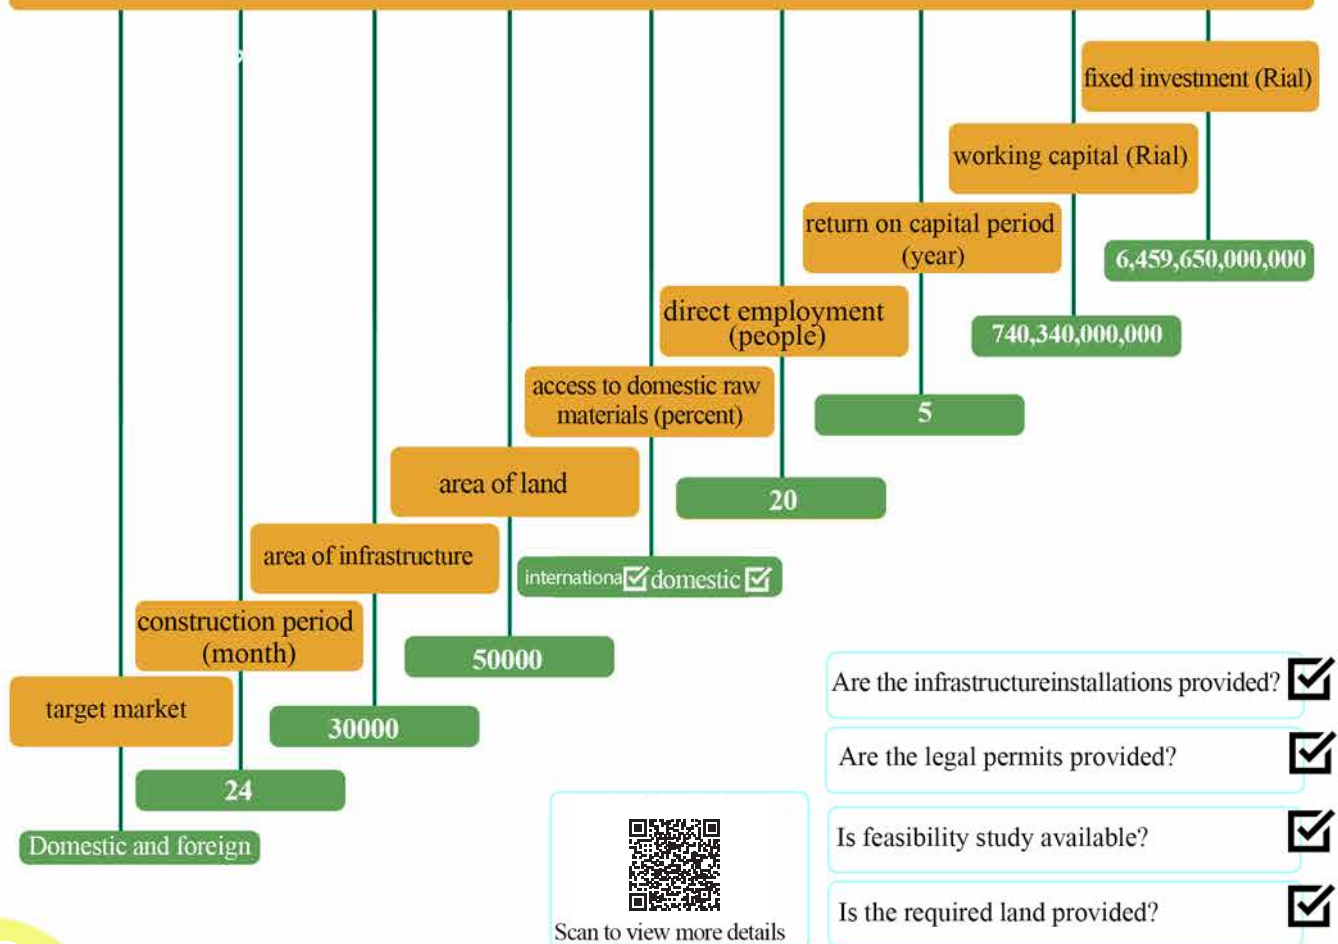 fixed investment (Rial)
6,459,650,000,000
working capital (Rial)
740,340,000,000
return on capital period
(year)
5
direct employment
(people)
20
access to domestic raw
materials (percent)
internationa domestic
area of land
50000
area of infrastructure
30000
construction period
(month)
24
target market
Domestic and foreign
Are the infrastructureinstallations provided?
Are the legal permits provided?
Is feasibility study available?
Is the required land provided?
Scan to view more details